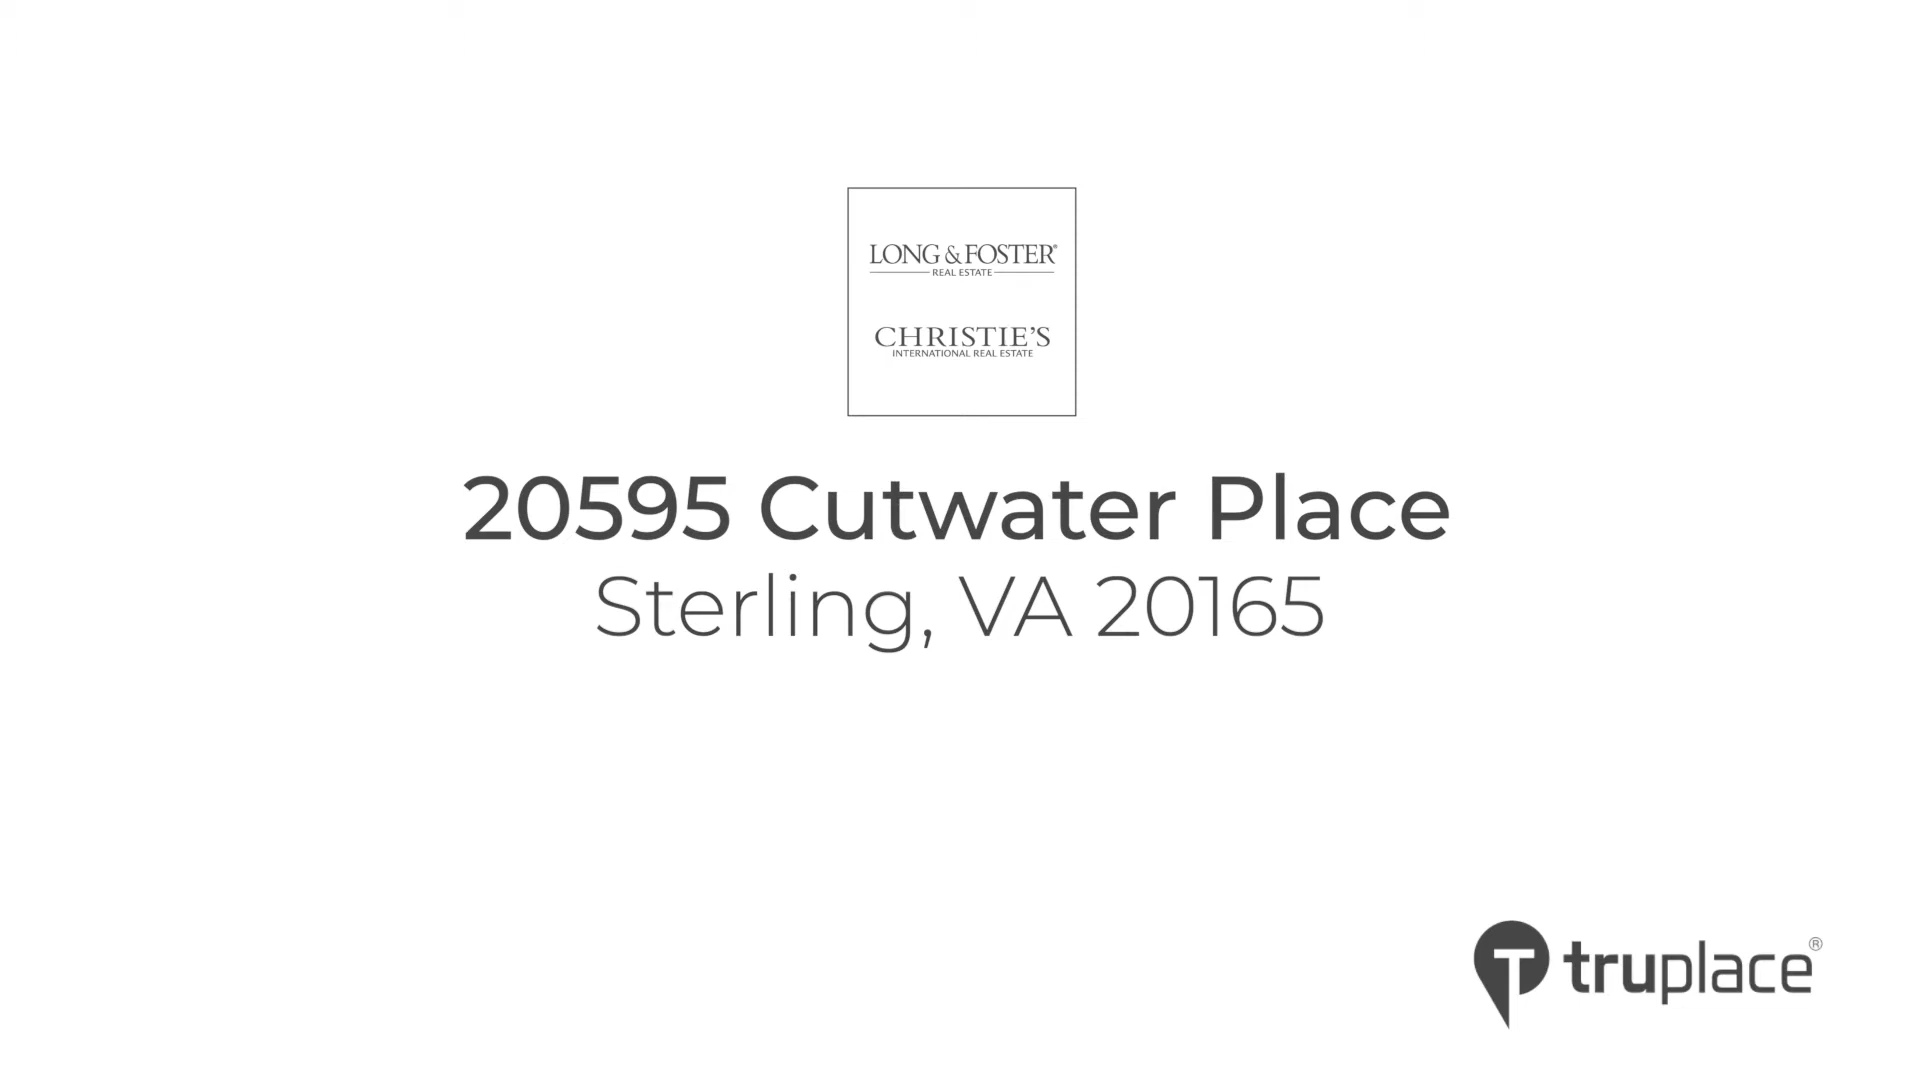 LONG & FOSTER®
REAL ESTATE
CHRISTIE'S
INTERNATIONAL REAL ESTATE
20595 Cutwater Place
Sterling, VA 20165
truplace®